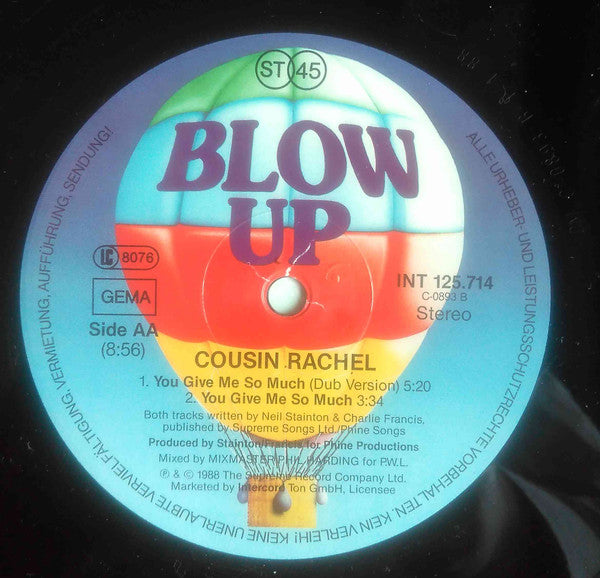 ST 45
BLOW
UP
LC 8076
GEMA
Side AA
(8:56)
INT 125.714
C-0893 B
Stereo
COUSIN RACHEL
1. You Give Me So Much (Dub Version) 5:20
2. You Give Me So Much 3:34
Both tracks written by Neil Stainton & Charlie Francis,
published by Supreme Songs Ltd./Phine Songs
Produced by Stainton/Francis for Phine Productions
Mixed by MIXMASTER PHIL HARDING for P.W.L.
℗ & © 1988 The Supreme Record Company Ltd.
Marketed by Intercord Ton GmbH, Licensee
ALLE URHEBER- UND LEISTUNGSSCHUTZRECHTE VORBEHALTEN. KEIN VERLEIH! KEINE UNERLAUBTE VERVIELFÄLTIGUNG, VERMIETUNG, AUFFÜHRUNG, SENDUNG!